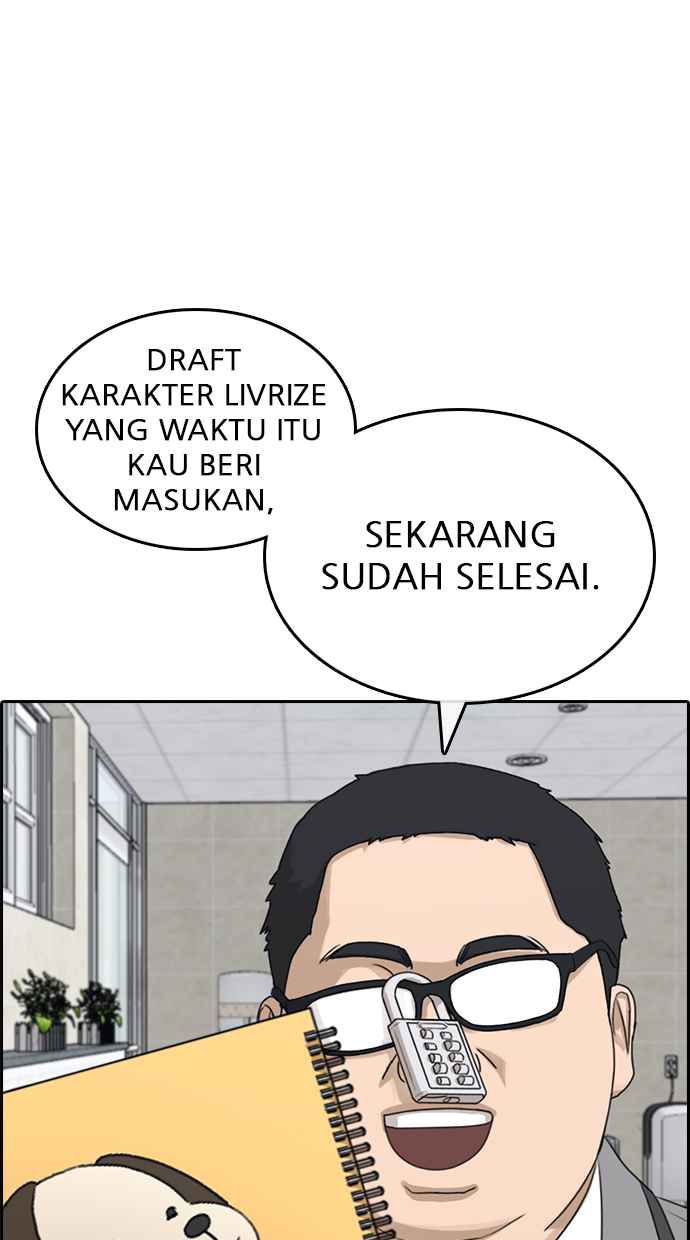 DRAFT
KARAKTER LIVRIZE
YANG WAKTU ITU
KAU BERI
MASUKAN,
SEKARANG
SUDAH SELESAI.